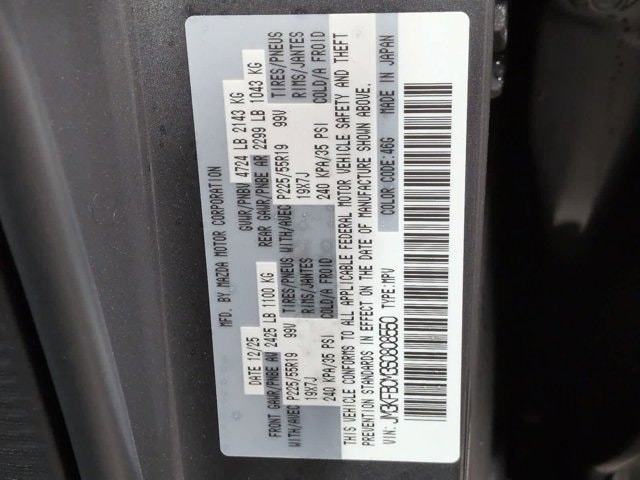 MFD. BY MAZDA MOTOR CORPORATION
DATE 12/25 GVWR/PNBV 4724 LB 2143 KG
FRONT GAWR/PNBE AV 2425 LB 1100 KG REAR GAWR/PNBE AR 2299 LB 1043 KG
WITH/AVEC P225/55R19 99V TIRES/PNEUS WITH/AVEC P225/55R19 99V TIRES/PNEUS
19X7J RIMS/JANTES 19X7J RIMS/JANTES
240 KPA/35 PSI COLD/A FROID 240 KPA/35 PSI COLD/A FROID
THIS VEHICLE CONFORMS TO ALL APPLICABLE FEDERAL MOTOR VEHICLE SAFETY AND THEFT
PREVENTION STANDARDS IN EFFECT ON THE DATE OF MANUFACTURE SHOWN ABOVE.
VIN: TYPE: MPV COLOR CODE: 46G MADE IN JAPAN